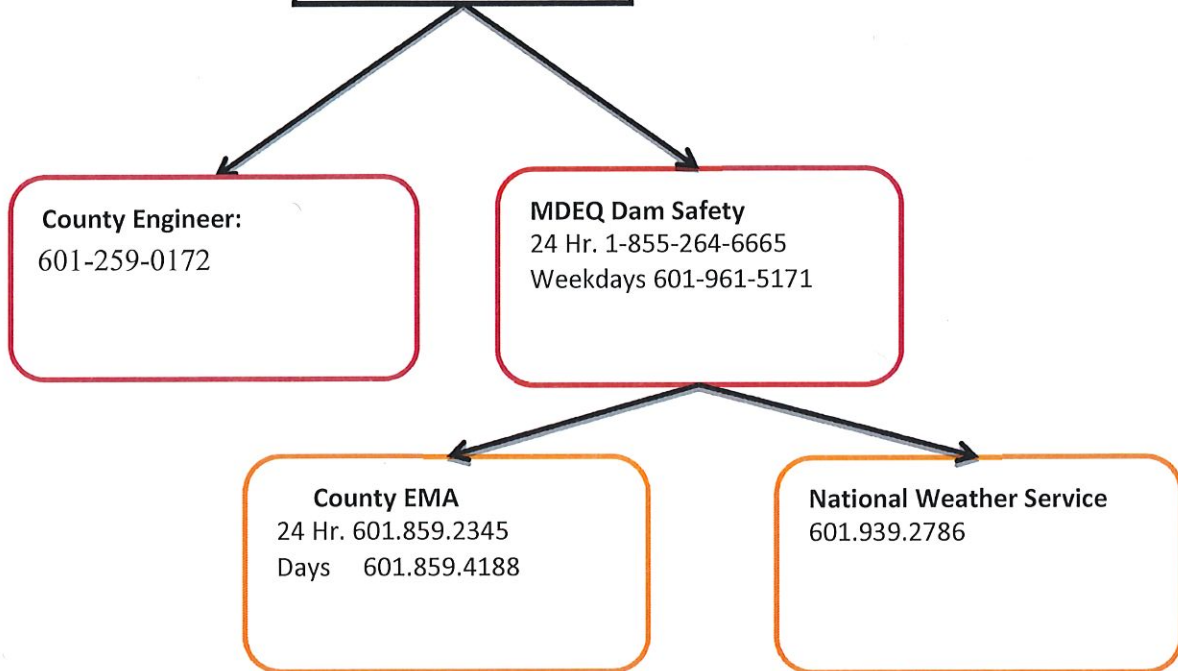 County Engineer:
601-259-0172
MDEQ Dam Safety
24 Hr. 1-855-264-6665
Weekdays 601-961-5171
County EMA
24 Hr. 601.859.2345
Days 601.859.4188
National Weather Service
601.939.2786